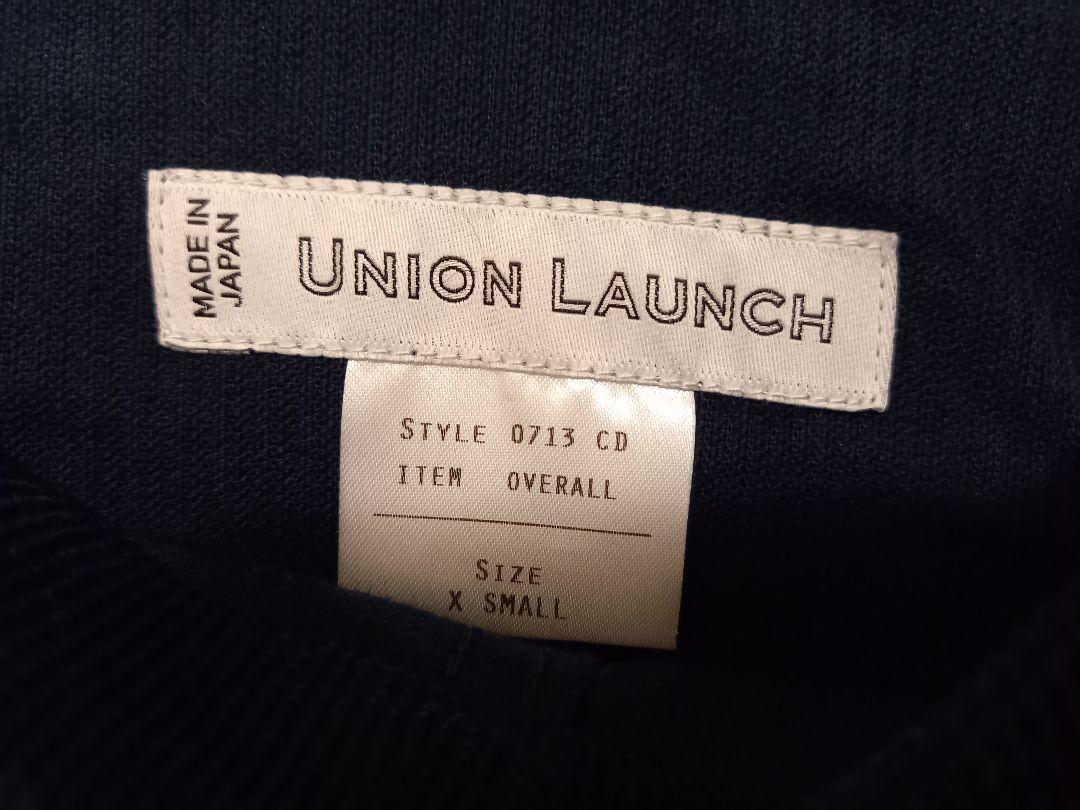 MADE IN
JAPAN
UNION LAUNCH
STYLE 0713 CD
ITEM OVERALL
SIZE
X SMALL